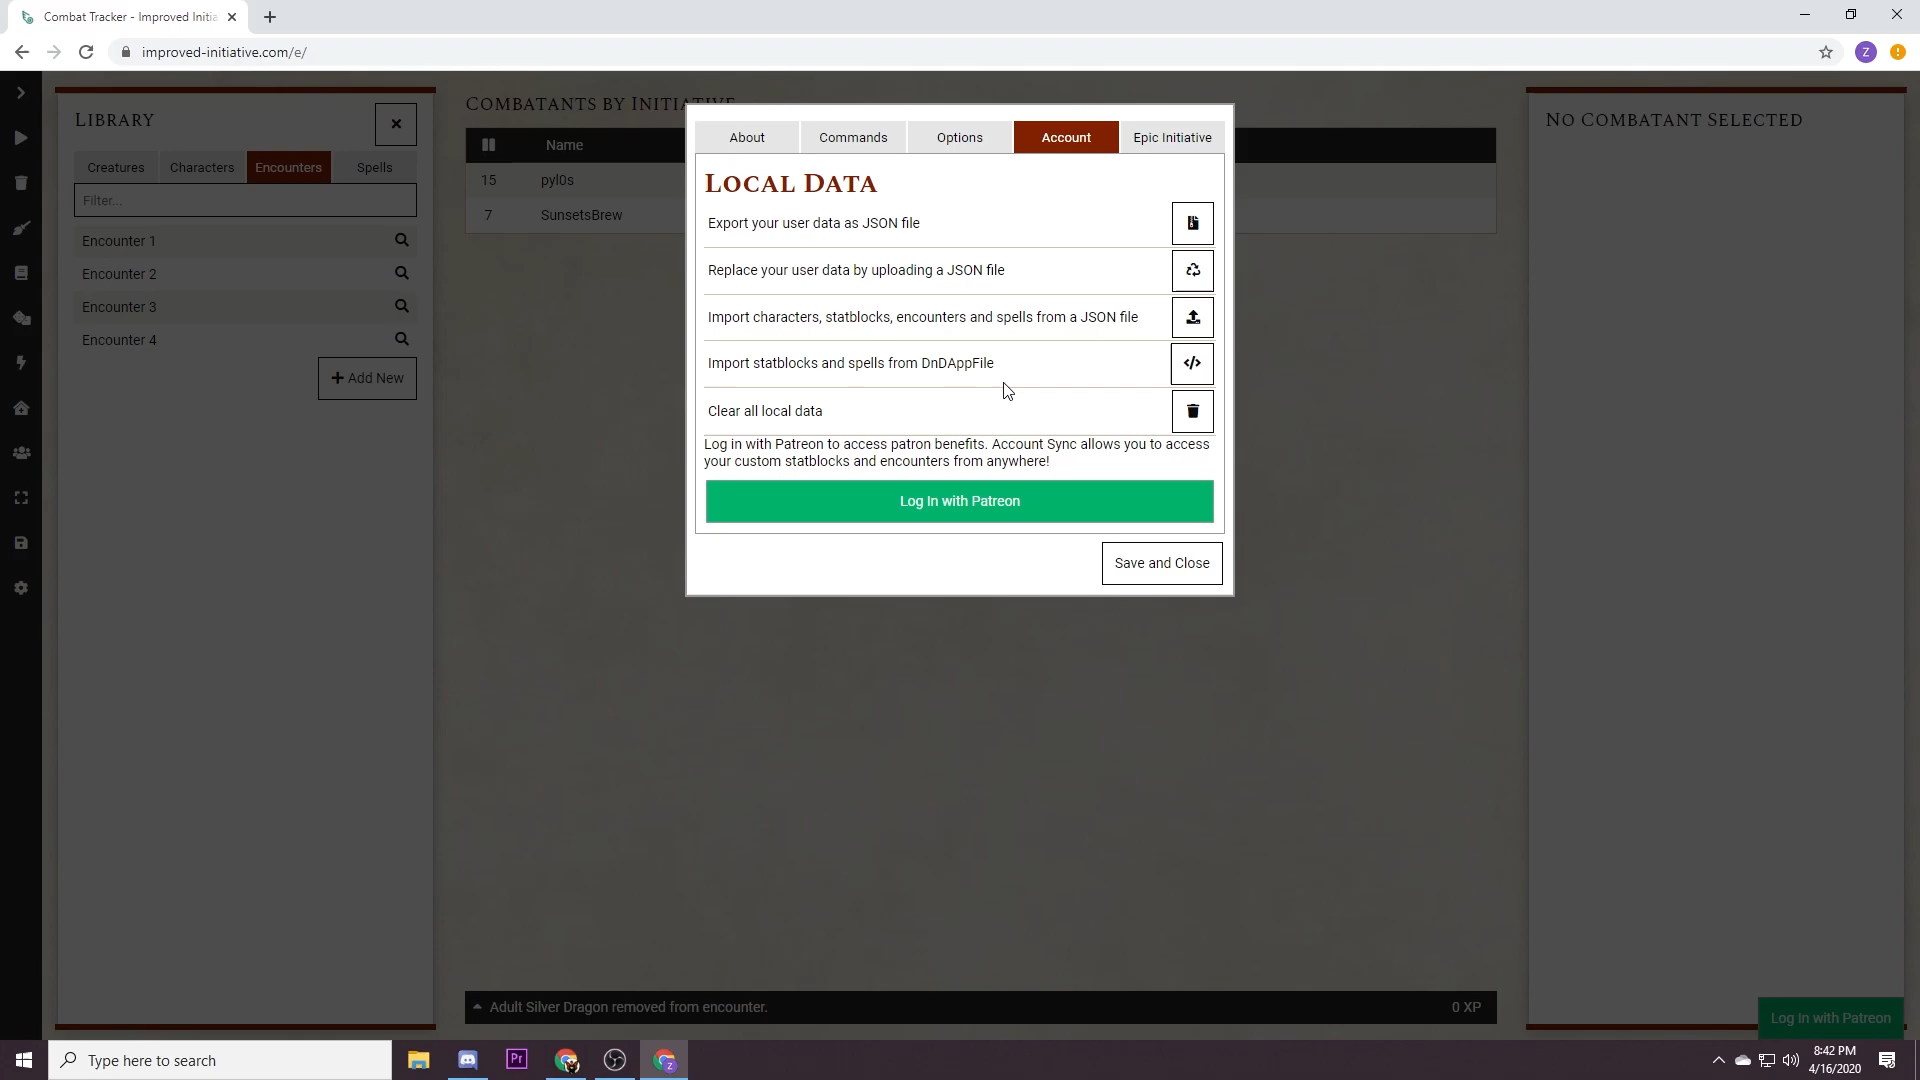 Combat Tracker - Improved Initia
improved-initiative.com/e/
Z
Library
Creatures
Characters
Encounters
Spells
Filter...
Encounter 1
Encounter 2
Encounter 3
Encounter 4
Add New
Combatants by Initiative
Name
15 pyl0s
7 SunsetsBrew
About
Commands
Options
Account
Epic Initiative
Local Data
Export your user data as JSON file
Replace your user data by uploading a JSON file
Import characters, statblocks, encounters and spells from a JSON file
Import statblocks and spells from DnDAppFile
Clear all local data
Log in with Patreon to access patron benefits. Account Sync allows you to access
your custom statblocks and encounters from anywhere!
Log In with Patreon
Save and Close
No Combatant Selected
Adult Silver Dragon removed from encounter.
0 XP
Log In with Patreon
Type here to search
Pr
Z
8:42 PM
4/16/2020